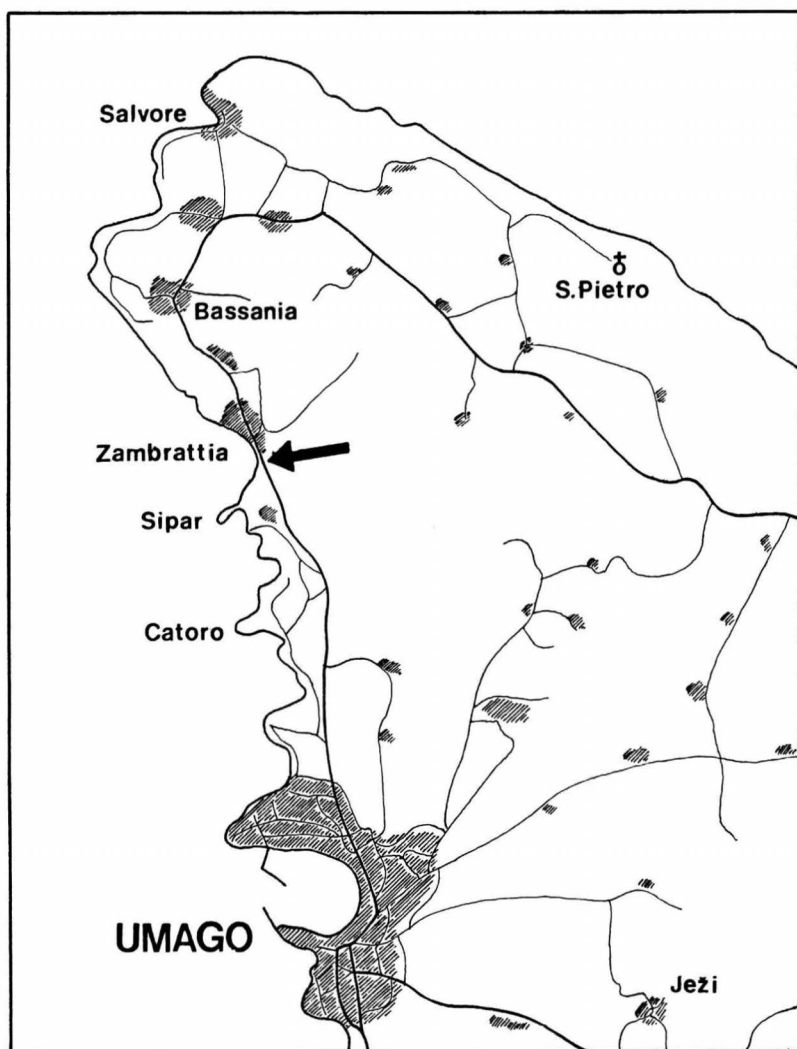 Salvore
S.Pietro
Bassania
Zambrattia
Sipar
Catoro
UMAGO
Ježi